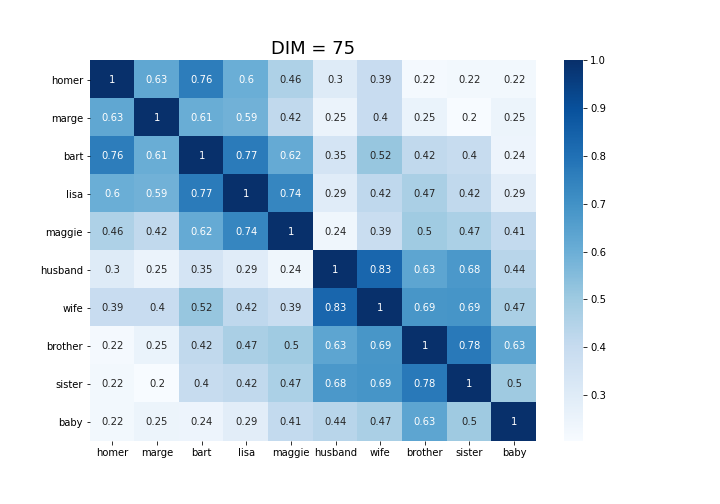 DIM = 75
homer 1 0.63 0.76 0.6 0.46 0.3 0.39 0.22 0.22 0.22
marge 0.63 1 0.61 0.59 0.42 0.25 0.4 0.25 0.2 0.25
bart 0.76 0.61 1 0.77 0.62 0.35 0.52 0.42 0.4 0.24
lisa 0.6 0.59 0.77 1 0.74 0.29 0.42 0.47 0.42 0.29
maggie 0.46 0.42 0.62 0.74 1 0.24 0.39 0.5 0.47 0.41
husband 0.3 0.25 0.35 0.29 0.24 1 0.83 0.63 0.68 0.44
wife 0.39 0.4 0.52 0.42 0.39 0.83 1 0.69 0.69 0.47
brother 0.22 0.25 0.42 0.47 0.5 0.63 0.69 1 0.78 0.63
sister 0.22 0.2 0.4 0.42 0.47 0.68 0.69 0.78 1 0.5
baby 0.22 0.25 0.24 0.29 0.41 0.44 0.47 0.63 0.5 1
homer marge bart lisa maggie husband wife brother sister baby
1.0
0.9
0.8
0.7
0.6
0.5
0.4
0.3